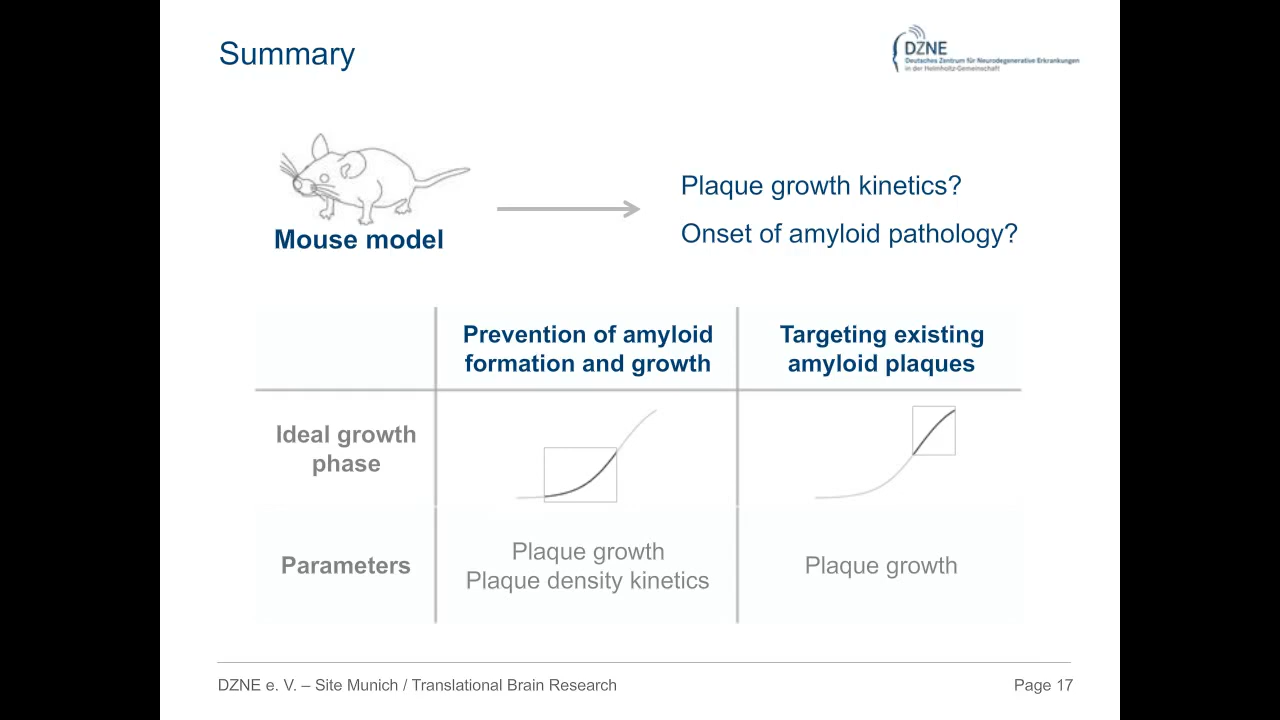 Summary
DZNE
Deutsches Zentrum für Neurodegenerative Erkrankungen
in der Helmholtz-Gemeinschaft
Plaque growth kinetics?
Onset of amyloid pathology?
Mouse model
Prevention of amyloid
formation and growth
Targeting existing
amyloid plaques
Ideal growth
phase
Parameters
Plaque growth
Plaque density kinetics
Plaque growth
DZNE e. V. – Site Munich / Translational Brain Research
Page 17